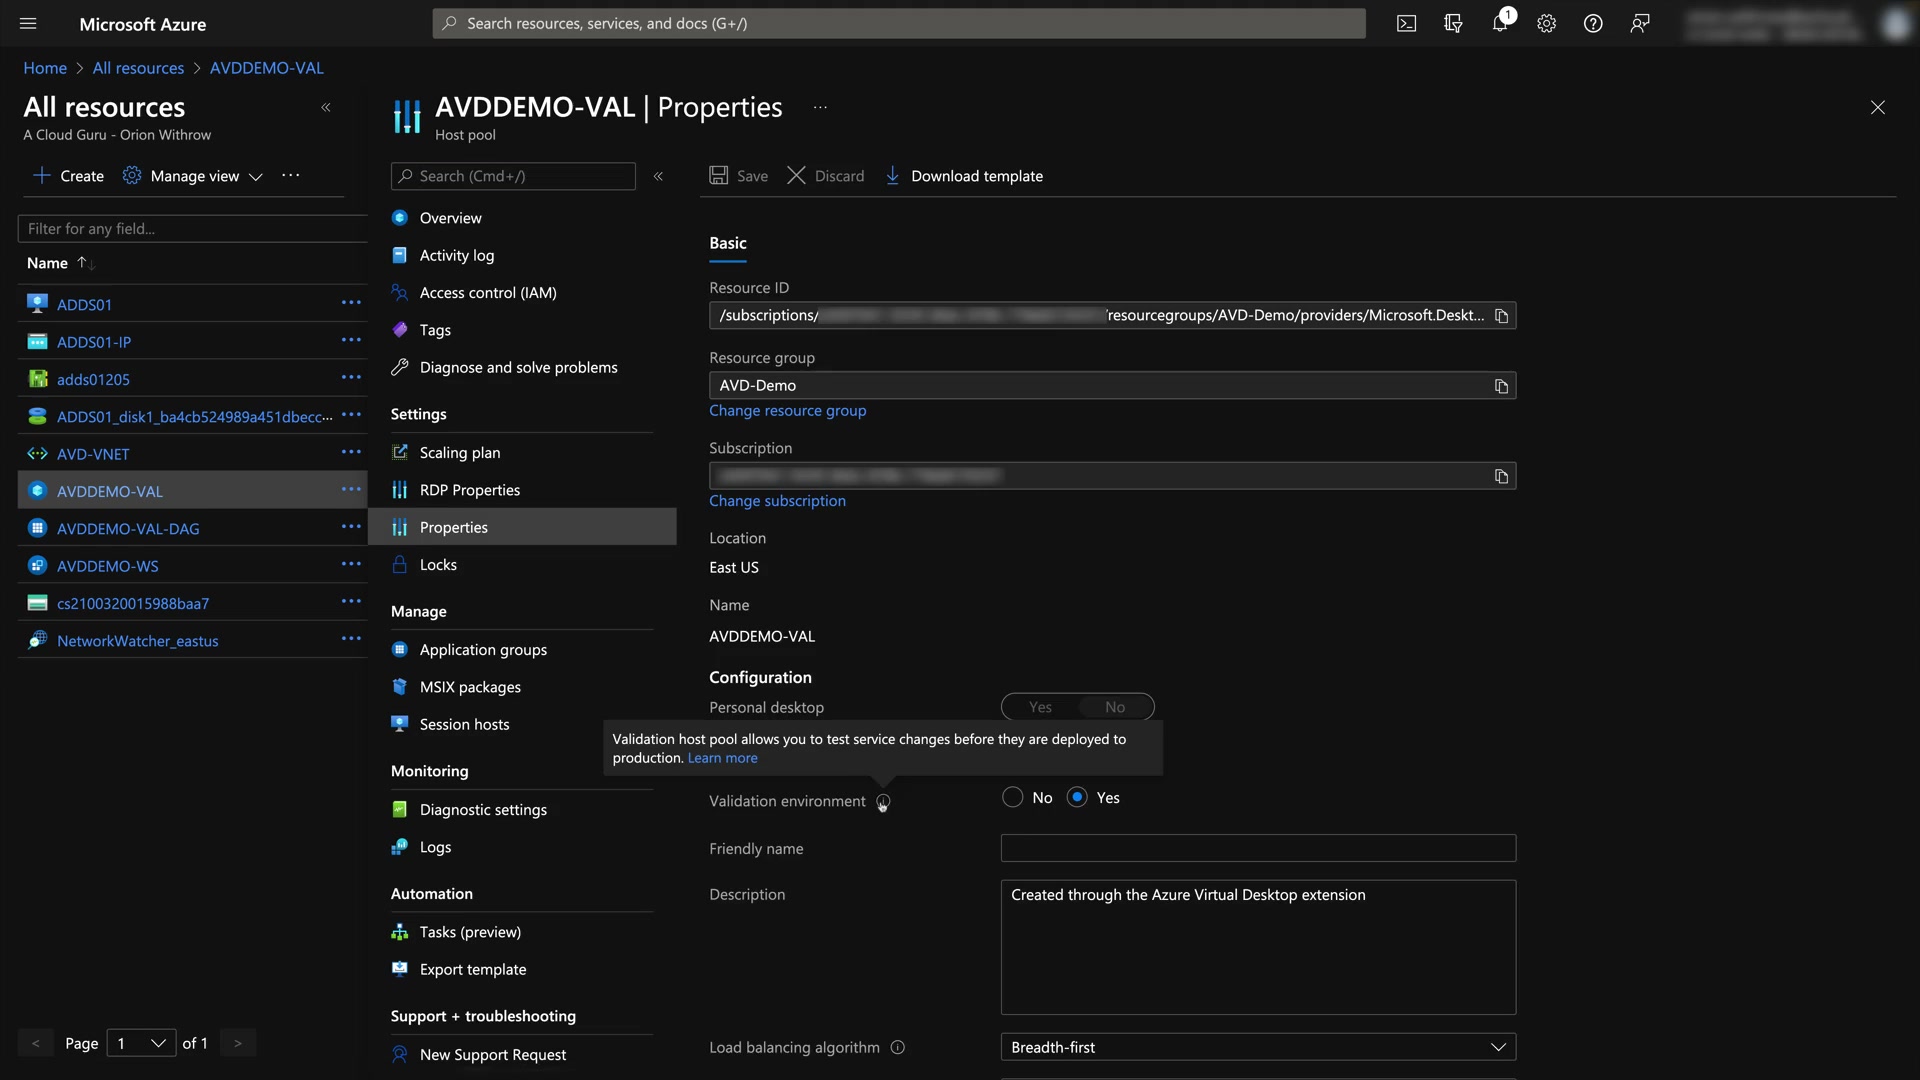 Microsoft Azure
Search resources, services, and docs (G+/)
1
Home > All resources > AVDDEMO-VAL
All resources
A Cloud Guru - Orion Withrow
Create
Manage view
Filter for any field...
Name
ADDS01
ADDS01-IP
adds01205
ADDS01_disk1_ba4cb524989a451dbecc...
AVD-VNET
AVDDEMO-VAL
AVDDEMO-VAL-DAG
AVDDEMO-WS
cs2100320015988baa7
NetworkWatcher_eastus
< Page 1 of 1 >
AVDDEMO-VAL | Properties
Host pool
Search (Cmd+/)
Overview
Activity log
Access control (IAM)
Tags
Diagnose and solve problems
Settings
Scaling plan
RDP Properties
Properties
Locks
Manage
Application groups
MSIX packages
Session hosts
Monitoring
Diagnostic settings
Logs
Automation
Tasks (preview)
Export template
Support + troubleshooting
New Support Request
Save
Discard
Download template
Basic
Resource ID
/subscriptions/ resourcegroups/AVD-Demo/providers/Microsoft.Deskt...
Resource group
AVD-Demo
Change resource group
Subscription
Change subscription
Location
East US
Name
AVDDEMO-VAL
Configuration
Personal desktop Yes No
Validation host pool allows you to test service changes before they are deployed to
production. Learn more
Validation environment No Yes
Friendly name
Description
Created through the Azure Virtual Desktop extension
Load balancing algorithm
Breadth-first